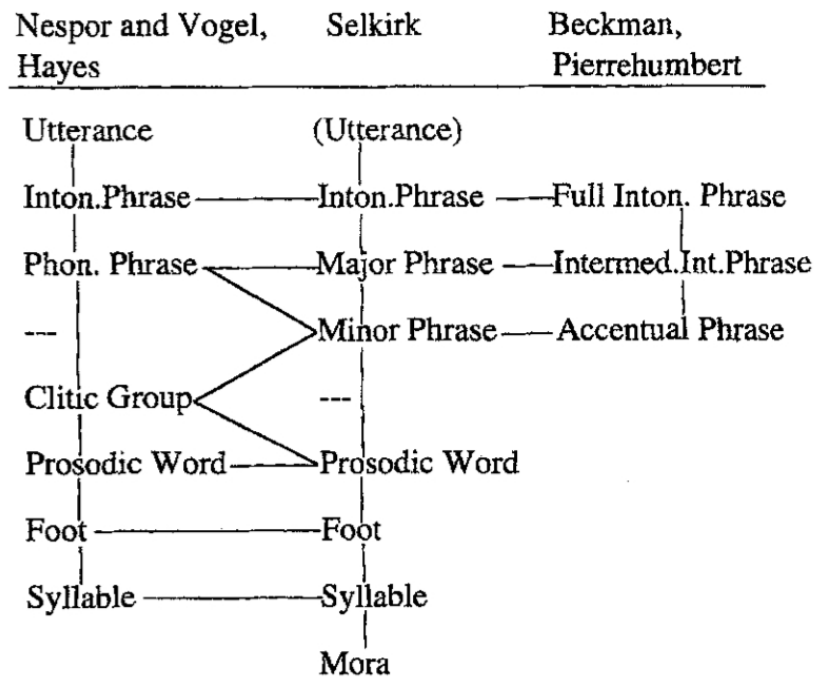 Nespor and Vogel, Selkirk Beckman,
Hayes Pierrehumbert
Utterance (Utterance)
Inton.Phrase Inton.Phrase Full Inton. Phrase
Phon. Phrase Major Phrase Intermed.Int.Phrase
--- Minor Phrase Accentual Phrase
Clitic Group ---
Prosodic Word Prosodic Word
Foot Foot
Syllable Syllable
Mora